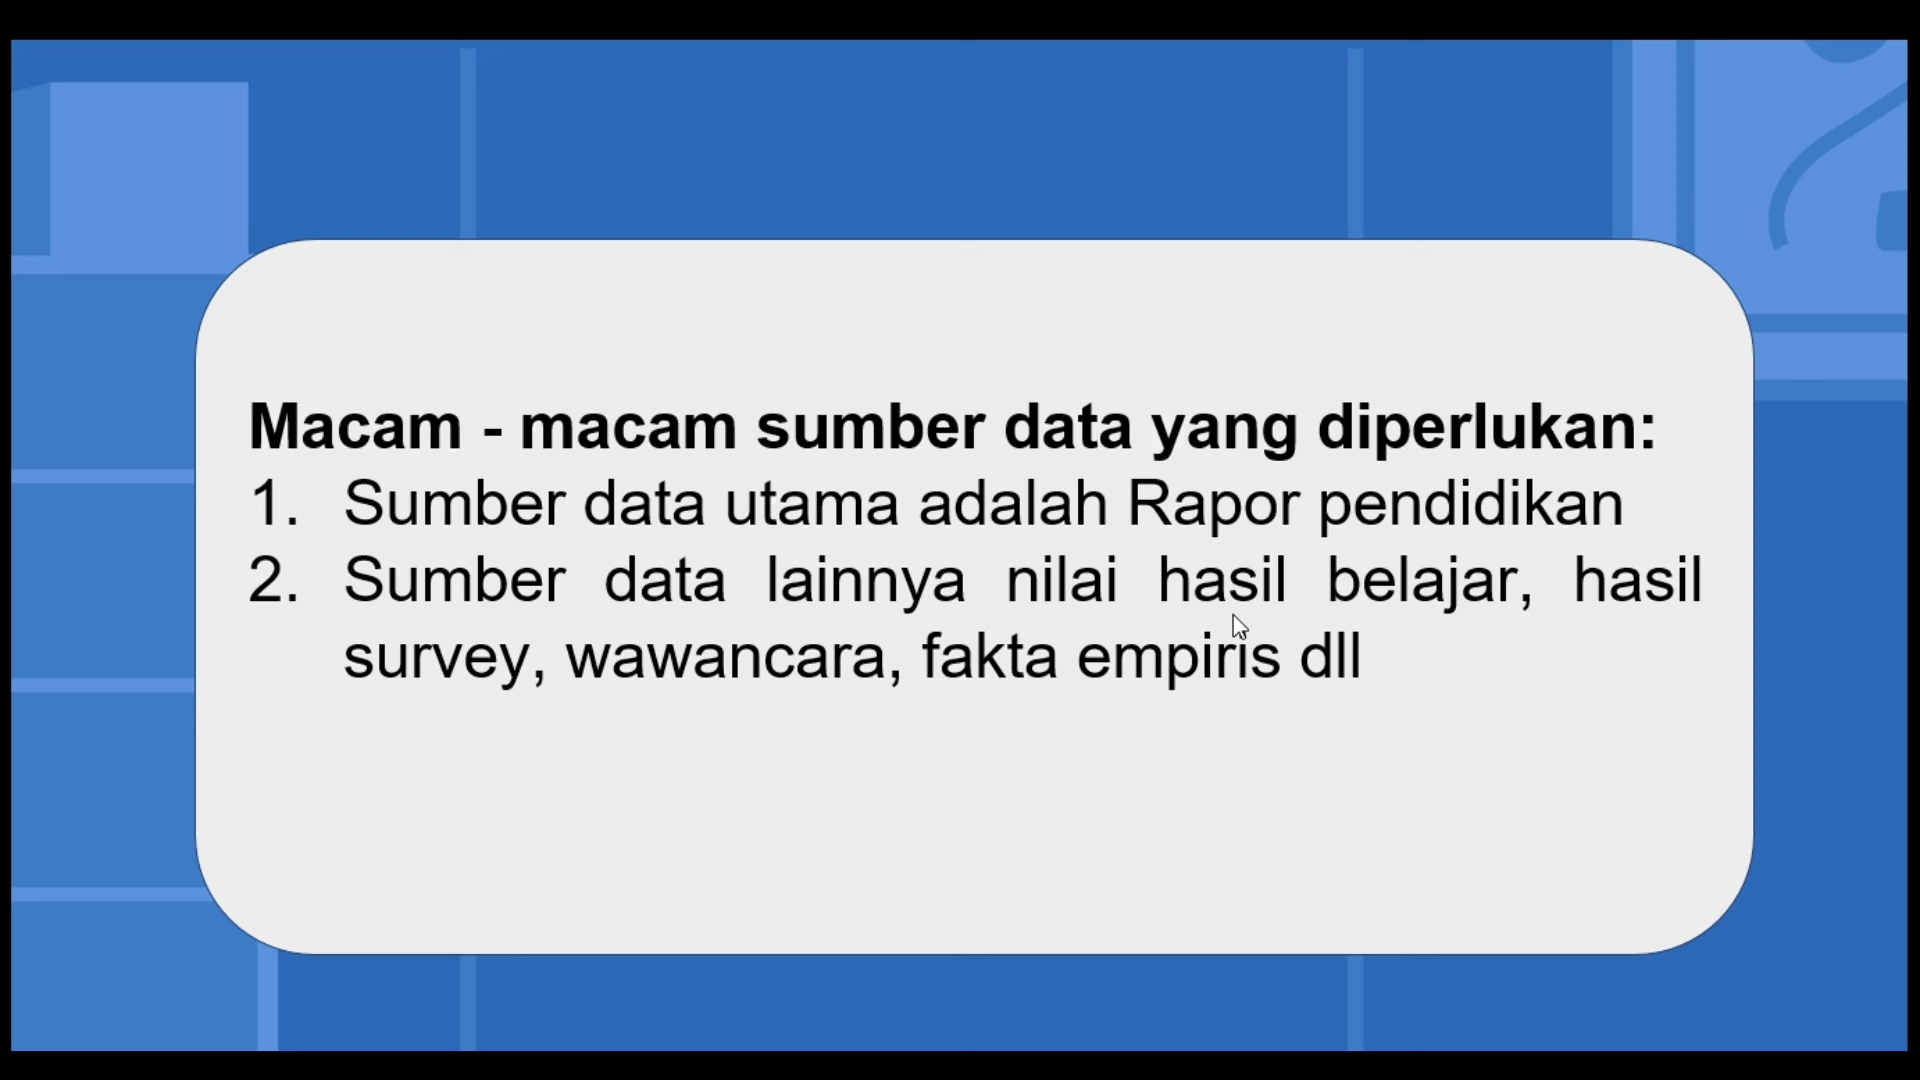 Macam - macam sumber data yang diperlukan:
1. Sumber data utama adalah Rapor pendidikan
2. Sumber data lainnya nilai hasil belajar, hasil
survey, wawancara, fakta empiris dll